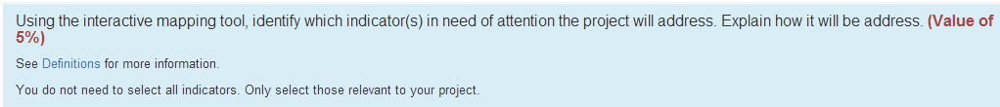 Using the interactive mapping tool, identify which indicator(s) in need of attention the project will address. Explain how it will be address. (Value of
5%)
See Definitions for more information.
You do not need to select all indicators. Only select those relevant to your project.